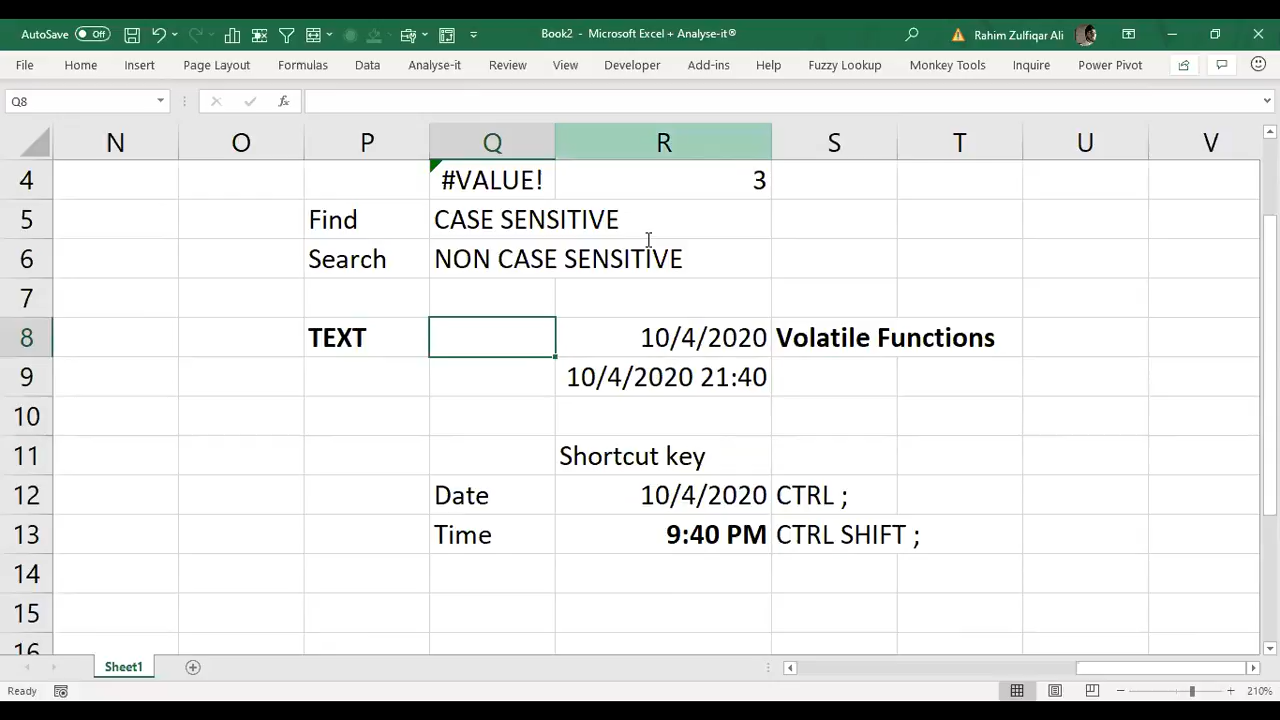 AutoSave Off Book2 - Microsoft Excel + Analyse-it® Rahim Zulfiqar Ali
File Home Insert Page Layout Formulas Data Analyse-it Review View Developer Add-ins Help Fuzzy Lookup Monkey Tools Inquire Power Pivot
Q8 fx
N O P Q R S T U V
4 #VALUE! 3
5 Find CASE SENSITIVE
6 Search NON CASE SENSITIVE
7
8 TEXT 10/4/2020 Volatile Functions
9 10/4/2020 21:40
10
11 Shortcut key
12 Date 10/4/2020 CTRL ;
13 Time 9:40 PM CTRL SHIFT ;
14
15
16
Sheet1
Ready 210%